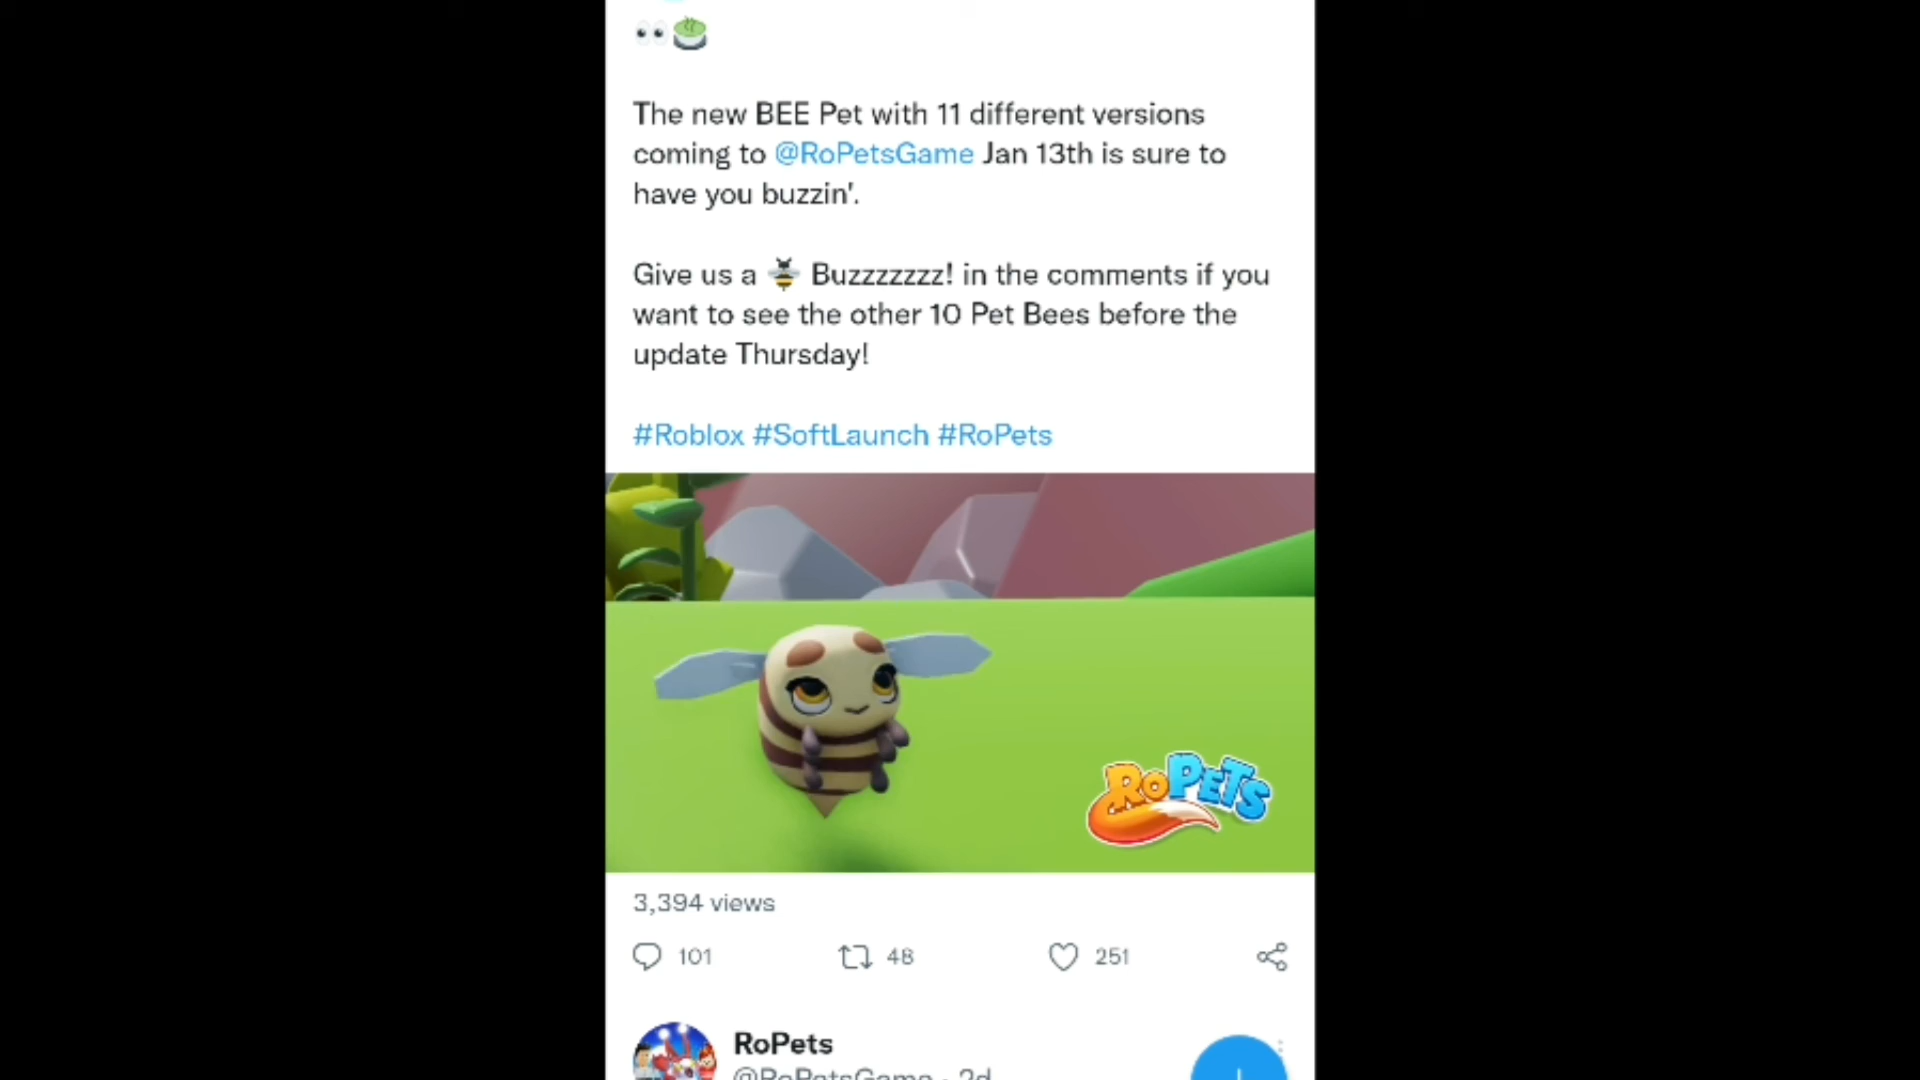 The new BEE Pet with 11 different versions
coming to @RoPetsGame Jan 13th is sure to
have you buzzin'.
Give us a 🐝 Buzzzzzzz! in the comments if you
want to see the other 10 Pet Bees before the
update Thursday!
#Roblox #SoftLaunch #RoPets
RoPETS
3,394 views
101 48 251
RoPets
@RoPetsGame · 2d